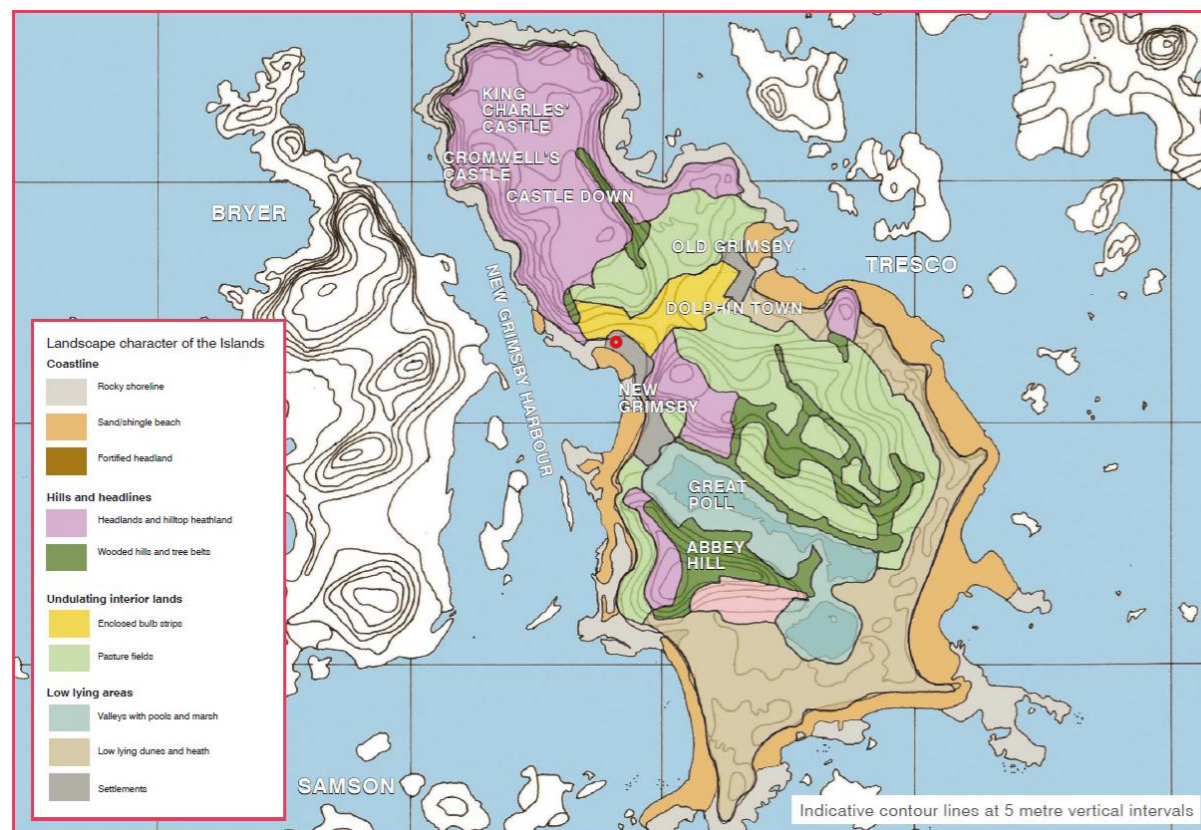 KING
CHARLES'
CASTLE
CROMWELL'S
CASTLE
CASTLE DOWN
BRYER
OLD GRIMSBY
TRESCO
NEW GRIMSBY HARBOUR
DOLPHIN TOWN
NEW
GRIMSBY
GREAT
POLL
ABBEY
HILL
SAMSON
Landscape character of the Islands
Coastline
Rocky shoreline
Sand/shingle beach
Fortified headland
Hills and headlines
Headlands and hilltop heathland
Wooded hills and tree belts
Undulating interior lands
Enclosed bulb strips
Pasture fields
Low lying areas
Valleys with pools and marsh
Low lying dunes and heath
Settlements
Indicative contour lines at 5 metre vertical intervals